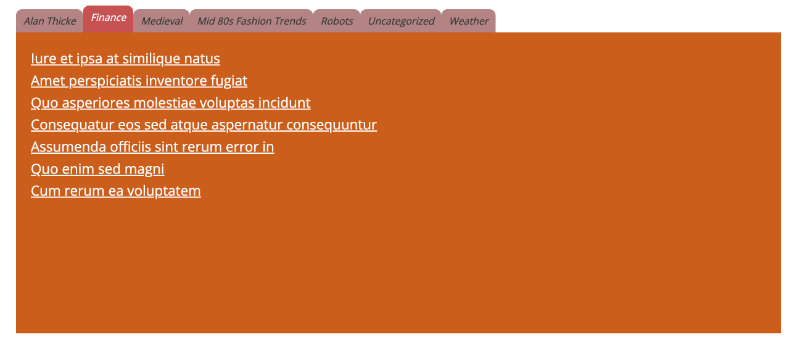 Alan Thicke Finance Medieval Mid 80s Fashion Trends Robots Uncategorized Weather
Iure et ipsa at similique natus
Amet perspiciatis inventore fugiat
Quo asperiores molestiae voluptas incidunt
Consequatur eos sed atque aspernatur consequuntur
Assumenda officiis sint rerum error in
Quo enim sed magni
Cum rerum ea voluptatem